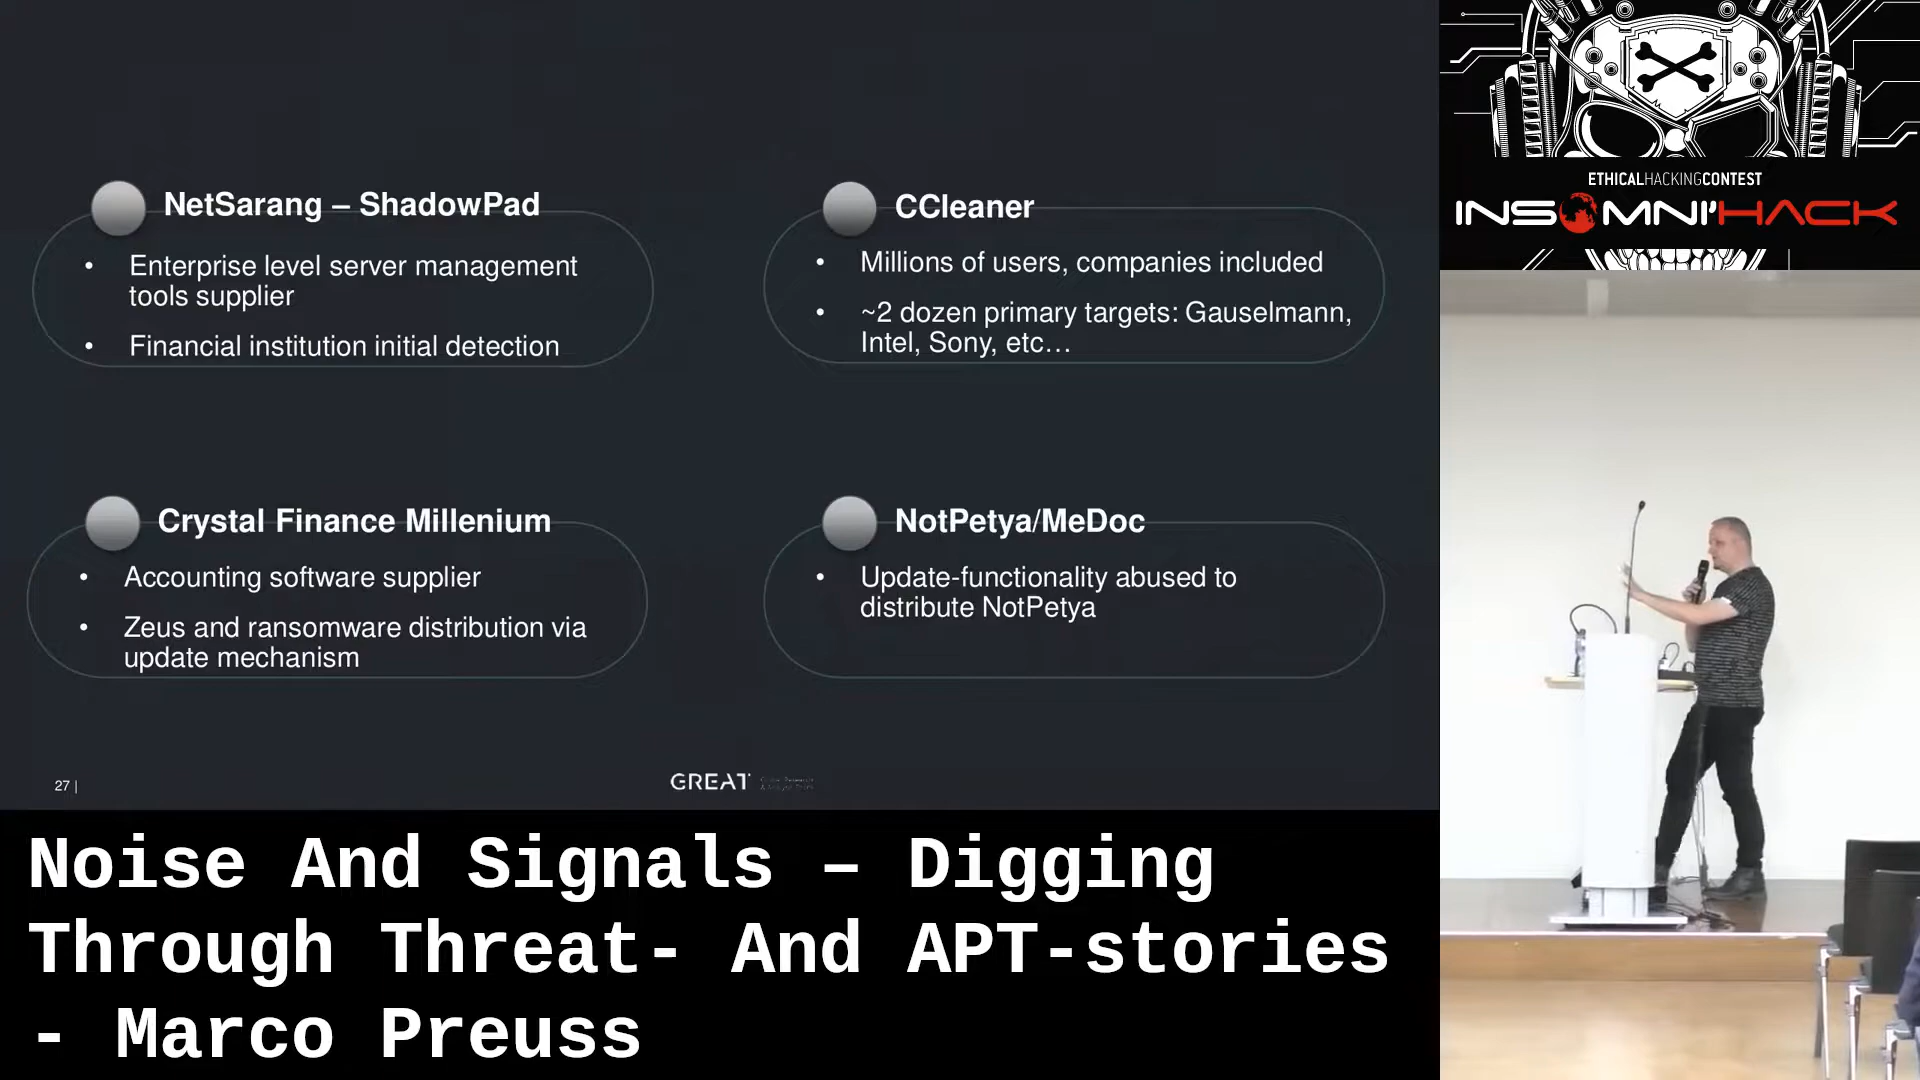 NetSarang – ShadowPad
• Enterprise level server management
tools supplier
• Financial institution initial detection
CCleaner
• Millions of users, companies included
• ~2 dozen primary targets: Gauselmann,
Intel, Sony, etc…
Crystal Finance Millenium
• Accounting software supplier
• Zeus and ransomware distribution via
update mechanism
NotPetya/MeDoc
• Update-functionality abused to
distribute NotPetya
27 |
GREAT
ETHICALHACKINGCONTEST
INSOMNI'HACK
Noise And Signals – Digging
Through Threat- And APT-stories
- Marco Preuss